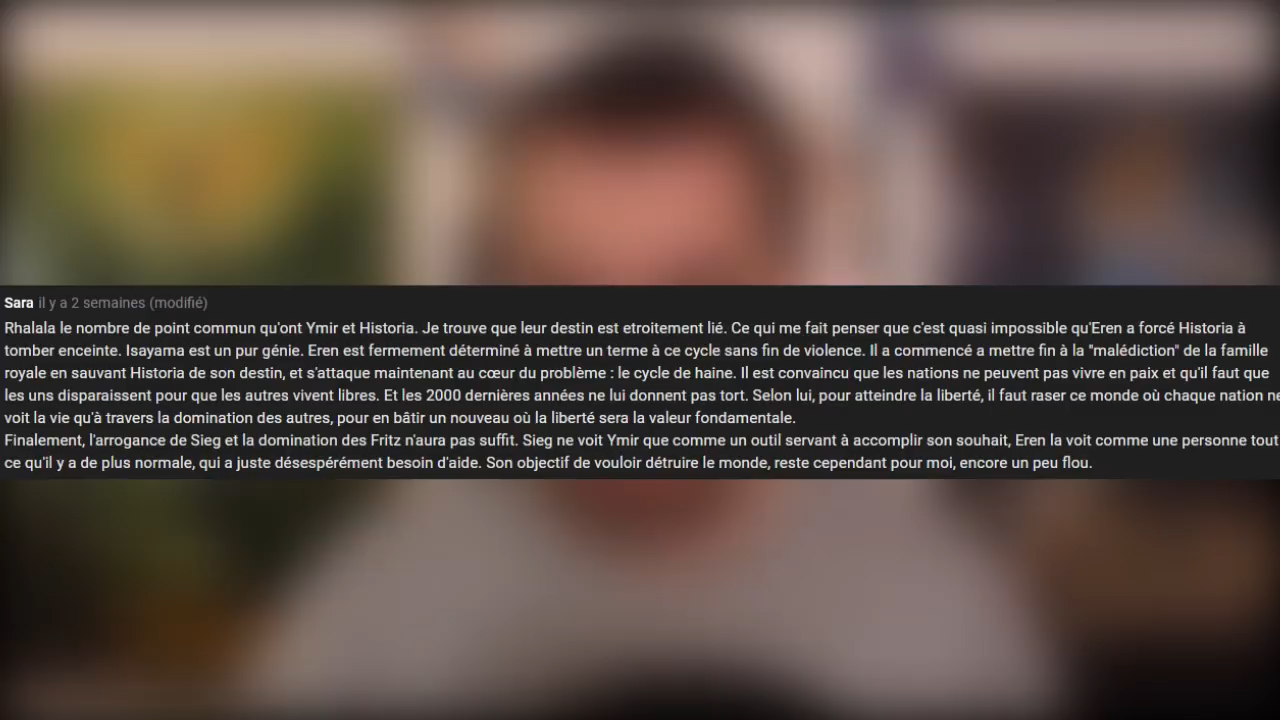 Sara il y a 2 semaines (modifié)
Rhalala le nombre de point commun qu'ont Ymir et Historia. Je trouve que leur destin est etroitement lié. Ce qui me fait penser que c'est quasi impossible qu'Eren a forcé Historia à
tomber enceinte. Isayama est un pur génie. Eren est fermement déterminé à mettre un terme à ce cycle sans fin de violence. Il a commencé a mettre fin à la "malédiction" de la famille
royale en sauvant Historia de son destin, et s'attaque maintenant au cœur du problème : le cycle de haine. Il est convaincu que les nations ne peuvent pas vivre en paix et qu'il faut que
les uns disparaissent pour que les autres vivent libres. Et les 2000 dernières années ne lui donnent pas tort. Selon lui, pour atteindre la liberté, il faut raser ce monde où chaque nation ne
voit la vie qu'à travers la domination des autres, pour en bâtir un nouveau où la liberté sera la valeur fondamentale.
Finalement, l'arrogance de Sieg et la domination des Fritz n'aura pas suffit. Sieg ne voit Ymir que comme un outil servant à accomplir son souhait, Eren la voit comme une personne tout
ce qu'il y a de plus normale, qui a juste désespérément besoin d'aide. Son objectif de vouloir détruire le monde, reste cependant pour moi, encore un peu flou.